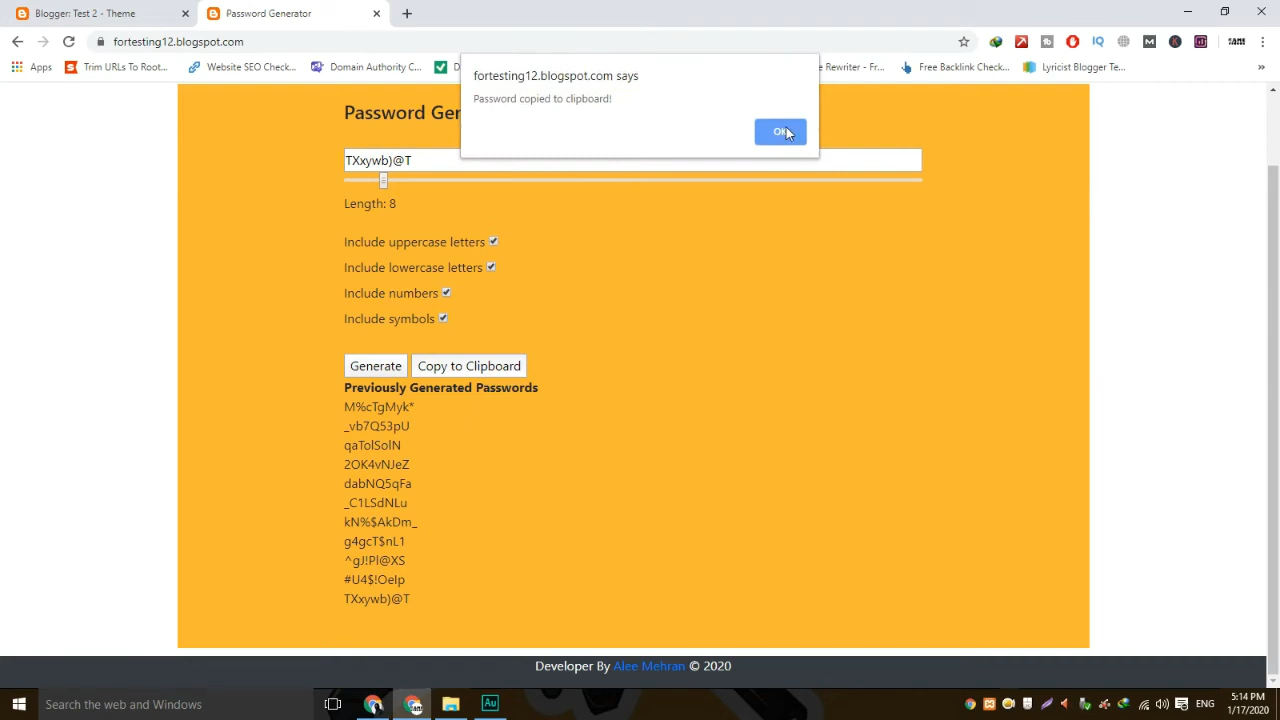 Blogger: Test 2 - Theme
Password Generator
fortesting12.blogspot.com
Apps
Trim URLs To Root...
Website SEO Check...
Domain Authority C...
Rewriter - Fr...
Free Backlink Check...
Lyricist Blogger Te...
fortesting12.blogspot.com says
Password copied to clipboard!
OK
Password Ger
TXxywb)@T
Length: 8
Include uppercase letters
Include lowercase letters
Include numbers
Include symbols
Generate
Copy to Clipboard
Previously Generated Passwords
M%cTgMyk*
_vb7Q53pU
qaTolSolN
2OK4vNJeZ
dabNQ5qFa
_C1LSdNLu
kN%$AkDm_
g4gcT$nL1
^gJ!Pl@XS
#U4$!OeIp
TXxywb)@T
Developer By Alee Mehran © 2020
Search the web and Windows
Au
ENG
5:14 PM
1/17/2020